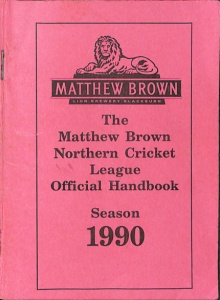 MATTHEW BROWN
LION BREWERY BLACKBURN
The
Matthew Brown
Northern Cricket
League
Official Handbook
Season
1990